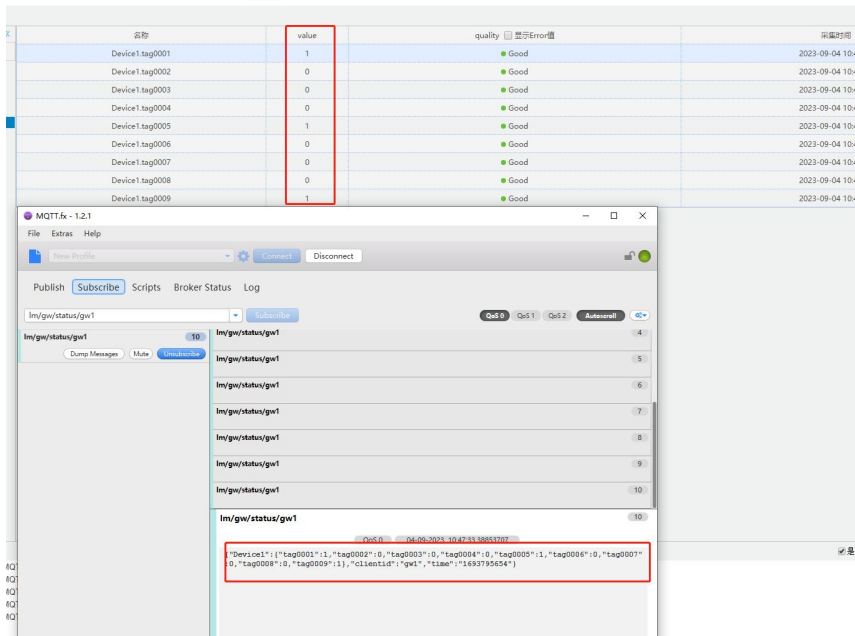 名称 value quality 显示Error值 采集时间
Device1.tag0001 1 Good 2023-09-04 10:4
Device1.tag0002 0 Good 2023-09-04 10:4
Device1.tag0003 0 Good 2023-09-04 10:4
Device1.tag0004 0 Good 2023-09-04 10:4
Device1.tag0005 1 Good 2023-09-04 10:4
Device1.tag0006 0 Good 2023-09-04 10:4
Device1.tag0007 0 Good 2023-09-04 10:4
Device1.tag0008 0 Good 2023-09-04 10:4
Device1.tag0009 1 Good 2023-09-04 10:4
MQTT.fx - 1.2.1
File Extras Help
New Profile Connect Disconnect
Publish Subscribe Scripts Broker Status Log
lm/gw/status/gw1 Subscribe QoS 0 QoS 1 QoS 2 Autoscroll
lm/gw/status/gw1 10
Dump Messages Mute Unsubscribe
lm/gw/status/gw1 4
lm/gw/status/gw1 5
lm/gw/status/gw1 6
lm/gw/status/gw1 7
lm/gw/status/gw1 8
lm/gw/status/gw1 9
lm/gw/status/gw1 10
lm/gw/status/gw1 10
QoS 0 04-09-2023 10:47:33.38853707
{"Device1":{"tag0001":1,"tag0002":0,"tag0003":0,"tag0004":0,"tag0005":1,"tag0006":0,"tag0007"
:0,"tag0008":0,"tag0009":1},"clientid":"gw1","time":"1693795654"}
是